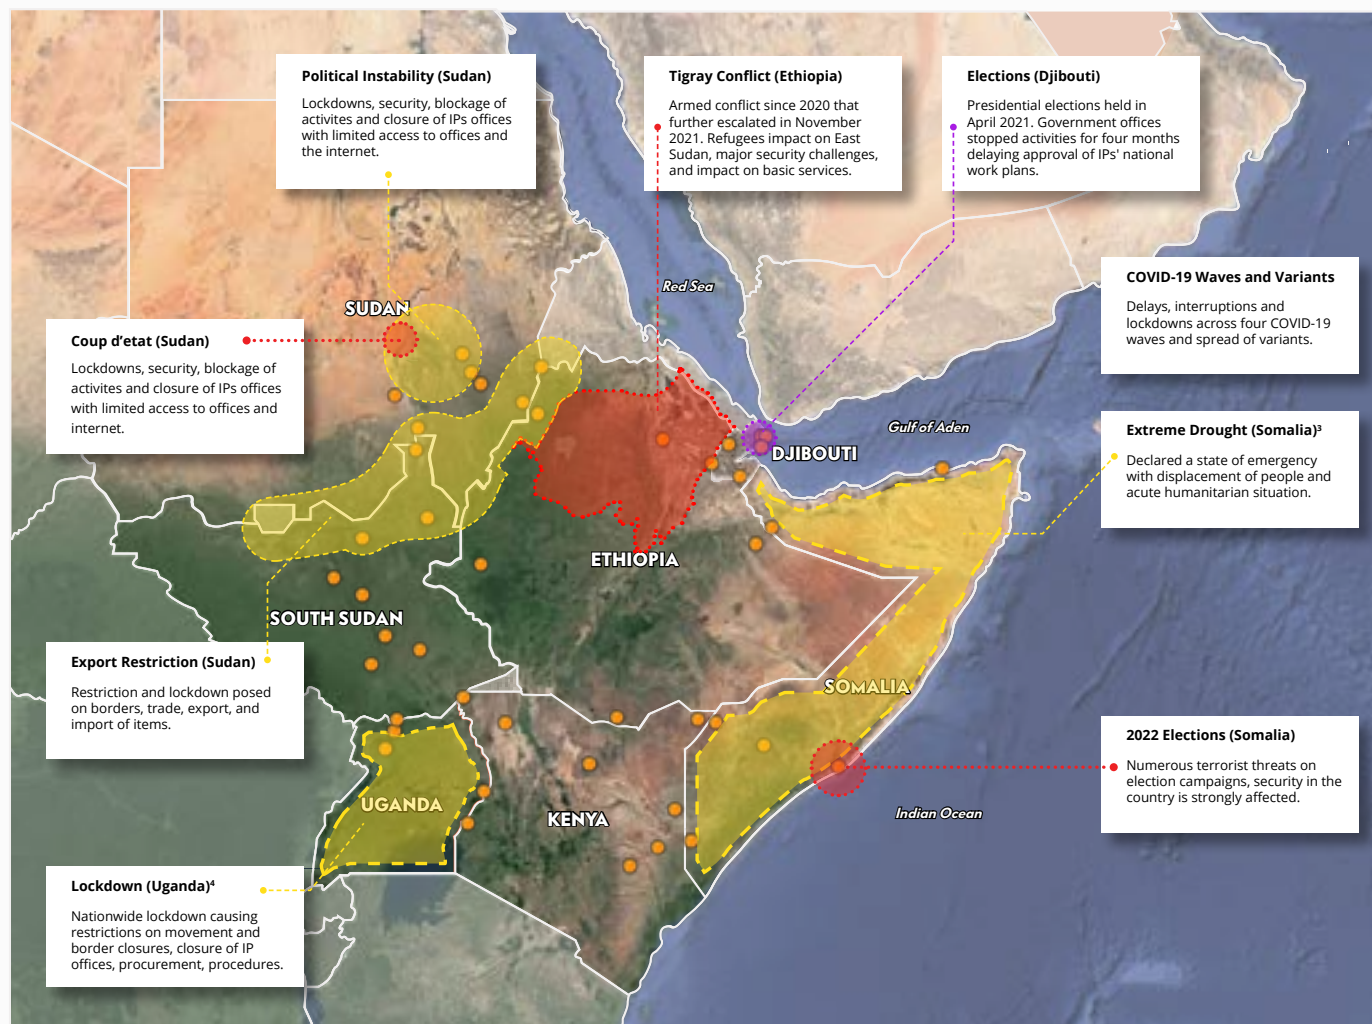 Political Instability (Sudan)
Lockdowns, security, blockage of
activites and closure of IPs offices
with limited access to offices and
the internet.
Tigray Conflict (Ethiopia)
Armed conflict since 2020 that
further escalated in November
2021. Refugees impact on East
Sudan, major security challenges,
and impact on basic services.
Elections (Djibouti)
Presidential elections held in
April 2021. Government offices
stopped activities for four months
delaying approval of IPs' national
work plans.
COVID-19 Waves and Variants
Delays, interruptions and
lockdowns across four COVID-19
waves and spread of variants.
Red Sea
SUDAN
Coup d’etat (Sudan)
Lockdowns, security, blockage of
activites and closure of IPs offices
with limited access to offices and
internet.
Gulf of Aden
DJIBOUTI
Extreme Drought (Somalia)³
Declared a state of emergency
with displacement of people and
acute humanitarian situation.
ETHIOPIA
SOUTH SUDAN
Export Restriction (Sudan)
Restriction and lockdown posed
on borders, trade, export, and
import of items.
SOMALIA
2022 Elections (Somalia)
Numerous terrorist threats on
election campaigns, security in the
country is strongly affected.
UGANDA
KENYA
Indian Ocean
Lockdown (Uganda)⁴
Nationwide lockdown causing
restrictions on movement and
border closures, closure of IP
offices, procurement, procedures.